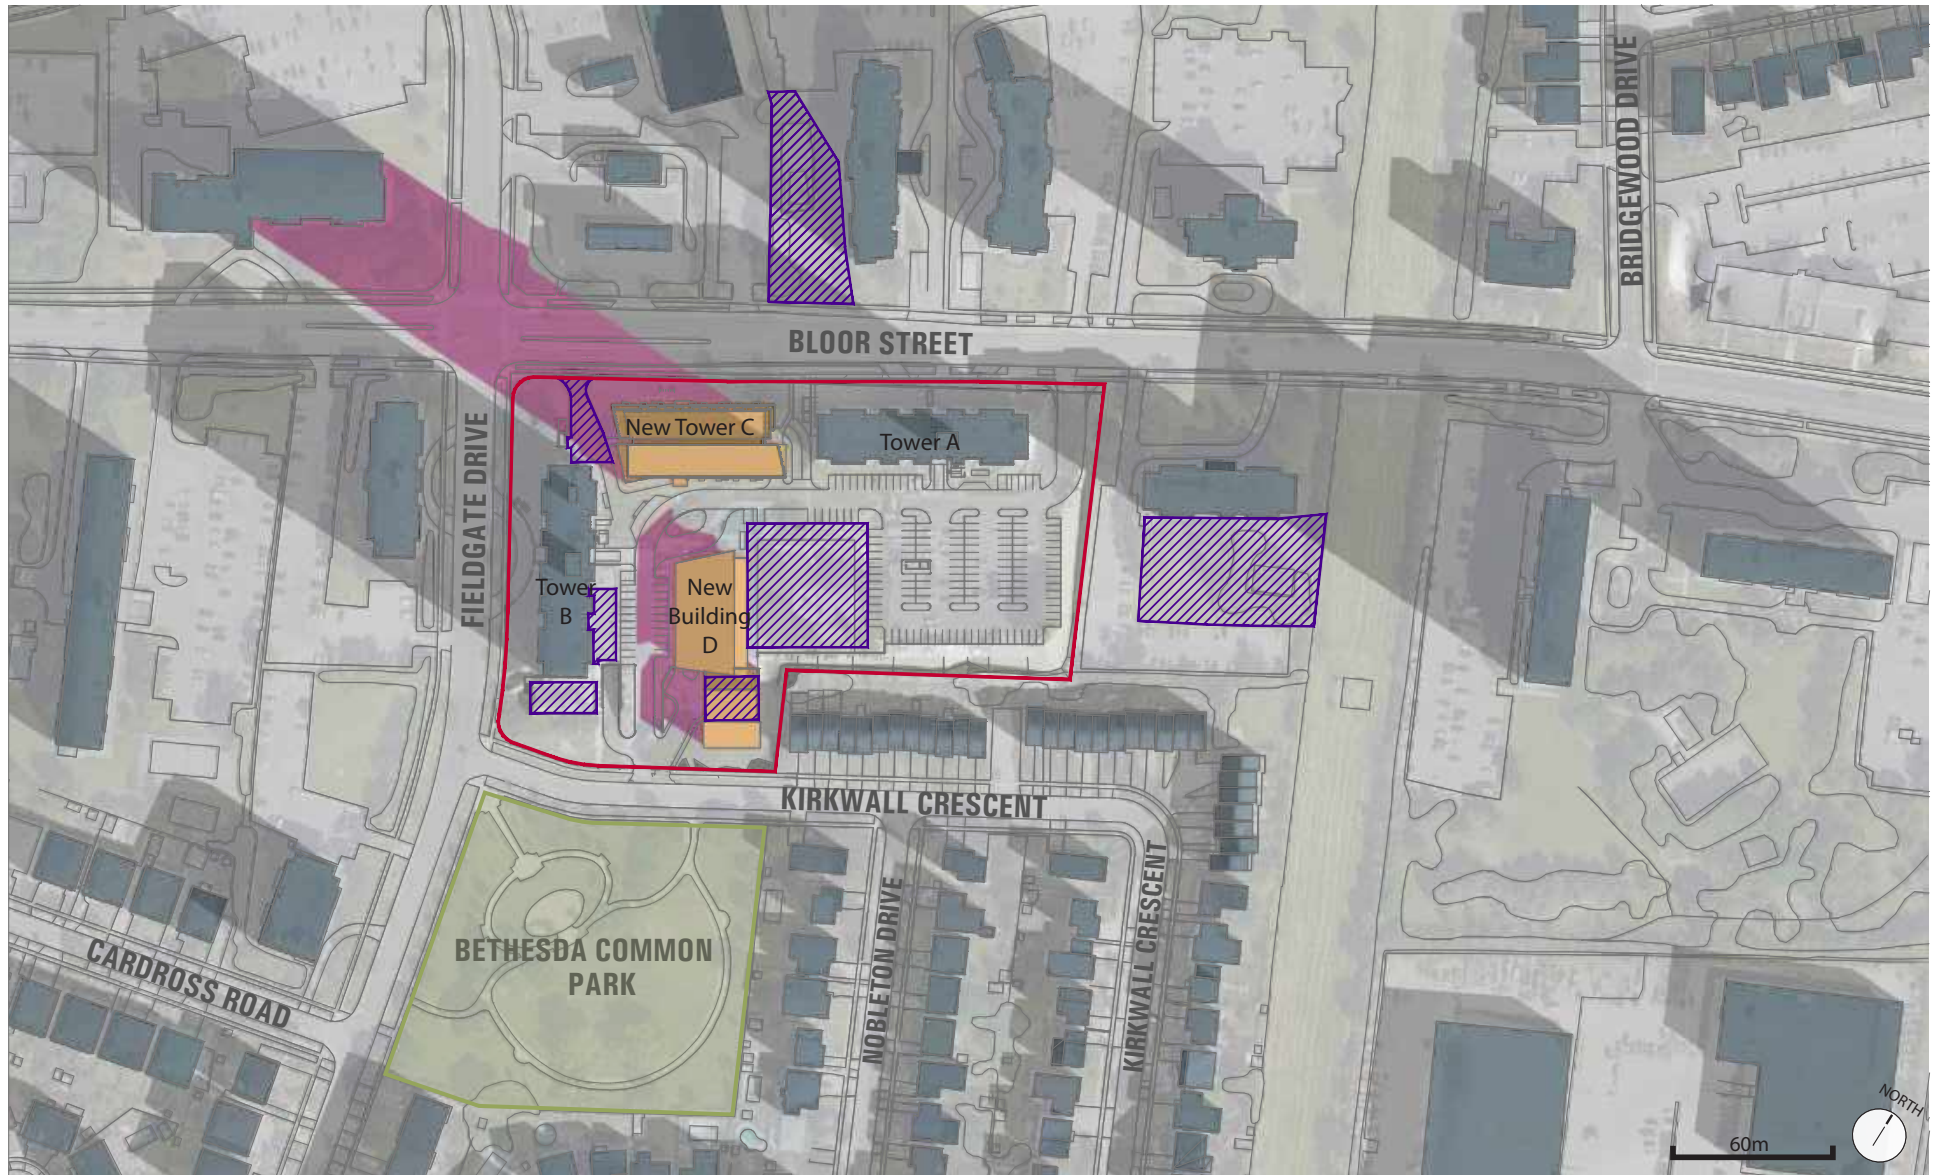 BRIDGEWOOD DRIVE
BLOOR STREET
FIELDGATE DRIVE
New Tower C
Tower A
Tower
B
New
Building
D
KIRKWALL CRESCENT
KIRKWALL CRESCENT
NOBLETON DRIVE
BETHESDA COMMON
PARK
CARDROSS ROAD
NORTH
60m